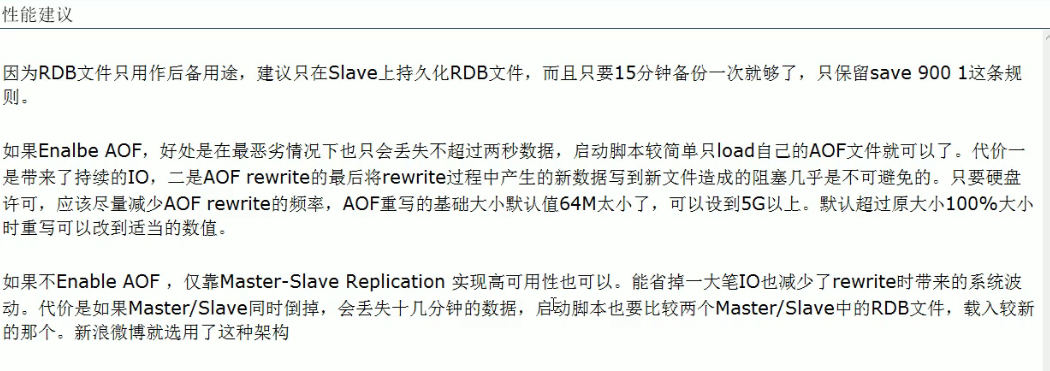 性能建议
因为RDB文件只用作后备用途，建议只在Slave上持久化RDB文件，而且只要15分钟备份一次就够了，只保留save 900 1这条规
则。
如果Enalbe AOF，好处是在最恶劣情况下也只会丢失不超过两秒数据，启动脚本较简单只load自己的AOF文件就可以了。代价一
是带来了持续的IO，二是AOF rewrite的最后将rewrite过程中产生的新数据写到新文件造成的阻塞几乎是不可避免的。只要硬盘
许可，应该尽量减少AOF rewrite的频率，AOF重写的基础大小默认值64M太小了，可以设到5G以上。默认超过原大小100%大小
时重写可以改到适当的数值。
如果不Enable AOF ，仅靠Master-Slave Replication 实现高可用性也可以。能省掉一大笔IO也减少了rewrite时带来的系统波
动。代价是如果Master/Slave同时倒掉，会丢失十几分钟的数据，启动脚本也要比较两个Master/Slave中的RDB文件，载入较新
的那个。新浪微博就选用了这种架构